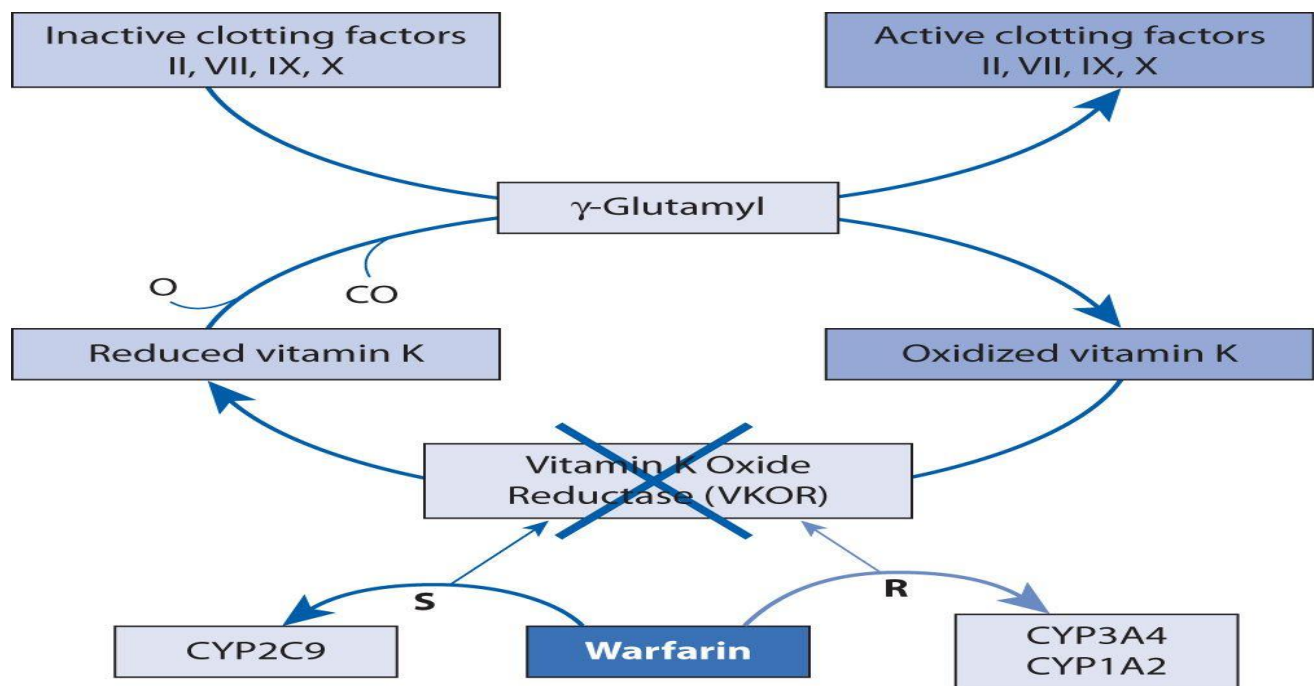 Inactive clotting factors
II, VII, IX, X
Active clotting factors
II, VII, IX, X
γ-Glutamyl
O
CO
Reduced vitamin K
Oxidized vitamin K
Vitamin K Oxide
Reductase (VKOR)
S
R
CYP2C9
Warfarin
CYP3A4
CYP1A2